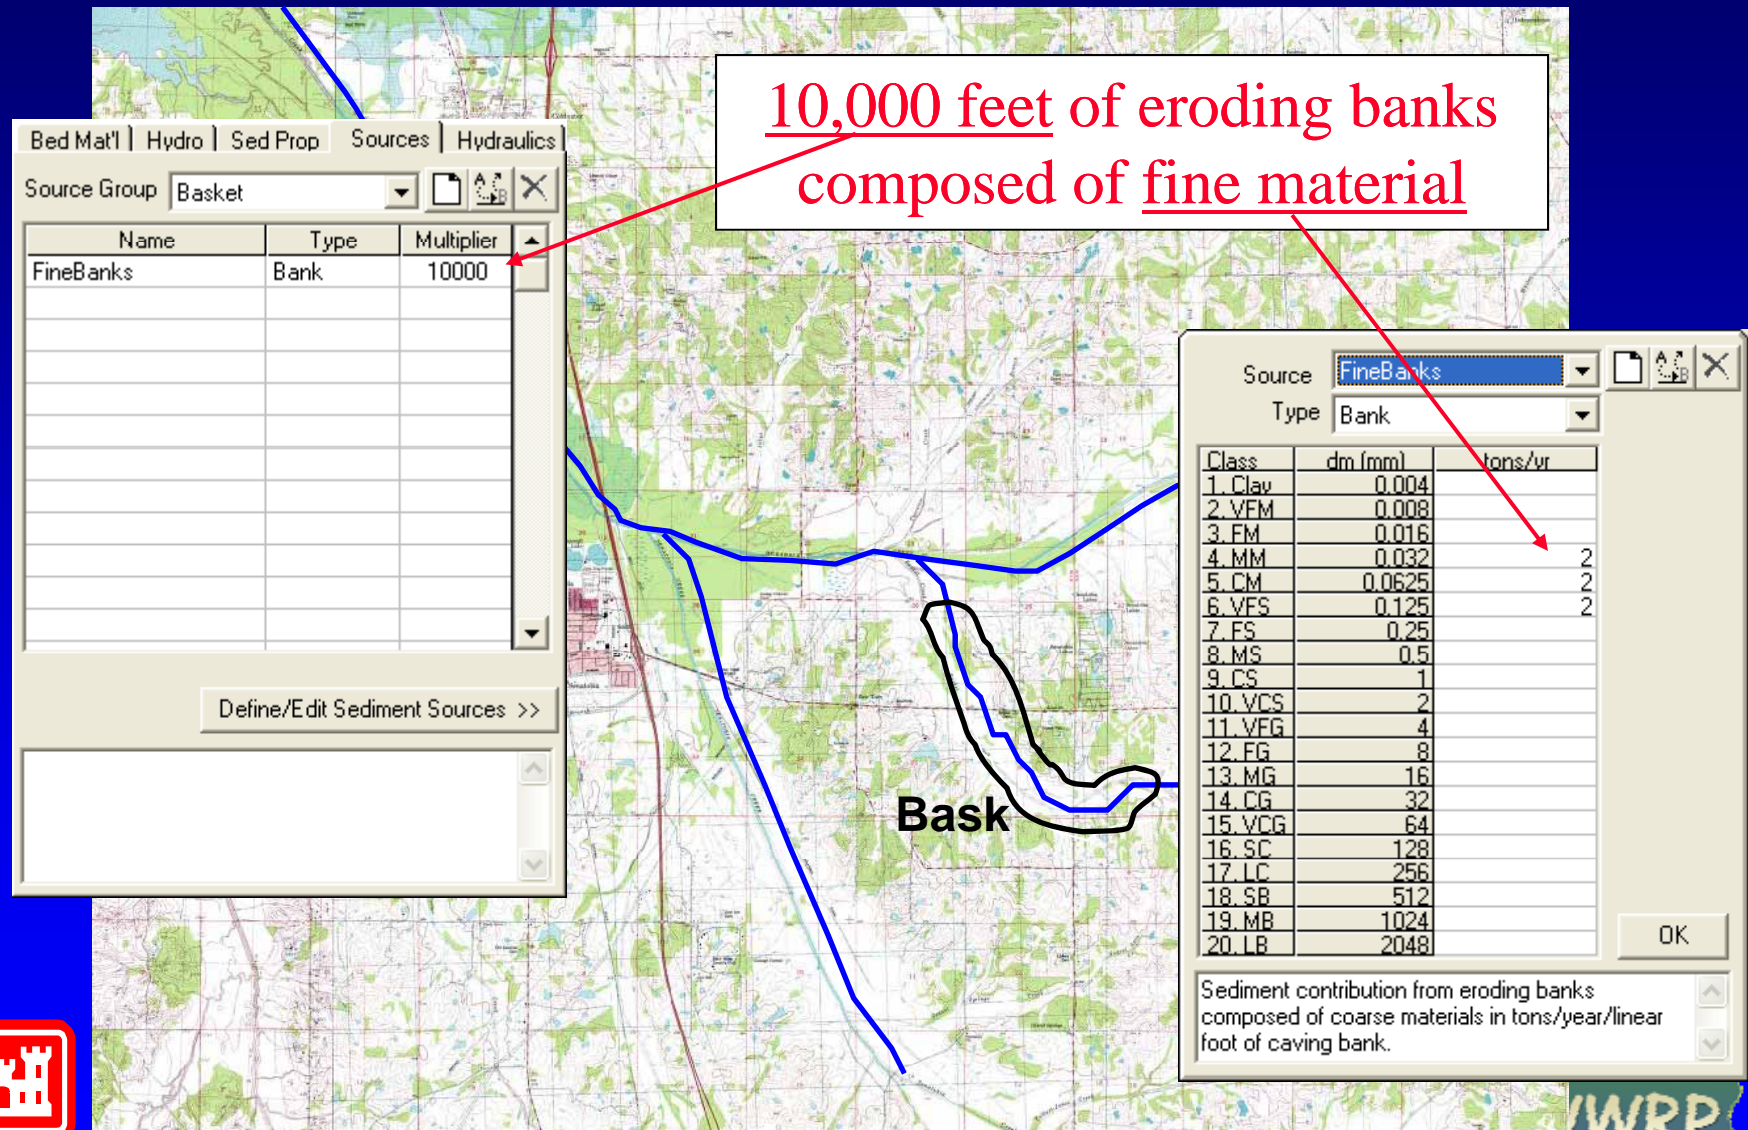 10,000 feet of eroding banks
composed of fine material
Bed Mat'l Hydro Sed Prop Sources Hydraulics
Source Group Basket
Name Type Multiplier
FineBanks Bank 10000
Define/Edit Sediment Sources >>
Bask
Source FineBanks
Type Bank
Class dm (mm) tons/yr
1. Clay 0.004
2. VFM 0.008
3. FM 0.016
4. MM 0.032 2
5. CM 0.0625 2
6. VFS 0.125 2
7. FS 0.25
8. MS 0.5
9. CS 1
10. VCS 2
11. VFG 4
12. FG 8
13. MG 16
14. CG 32
15. VCG 64
16. SC 128
17. LC 256
18. SB 512
19. MB 1024
20. LB 2048
OK
Sediment contribution from eroding banks
composed of coarse materials in tons/year/linear
foot of caving bank.
WRP